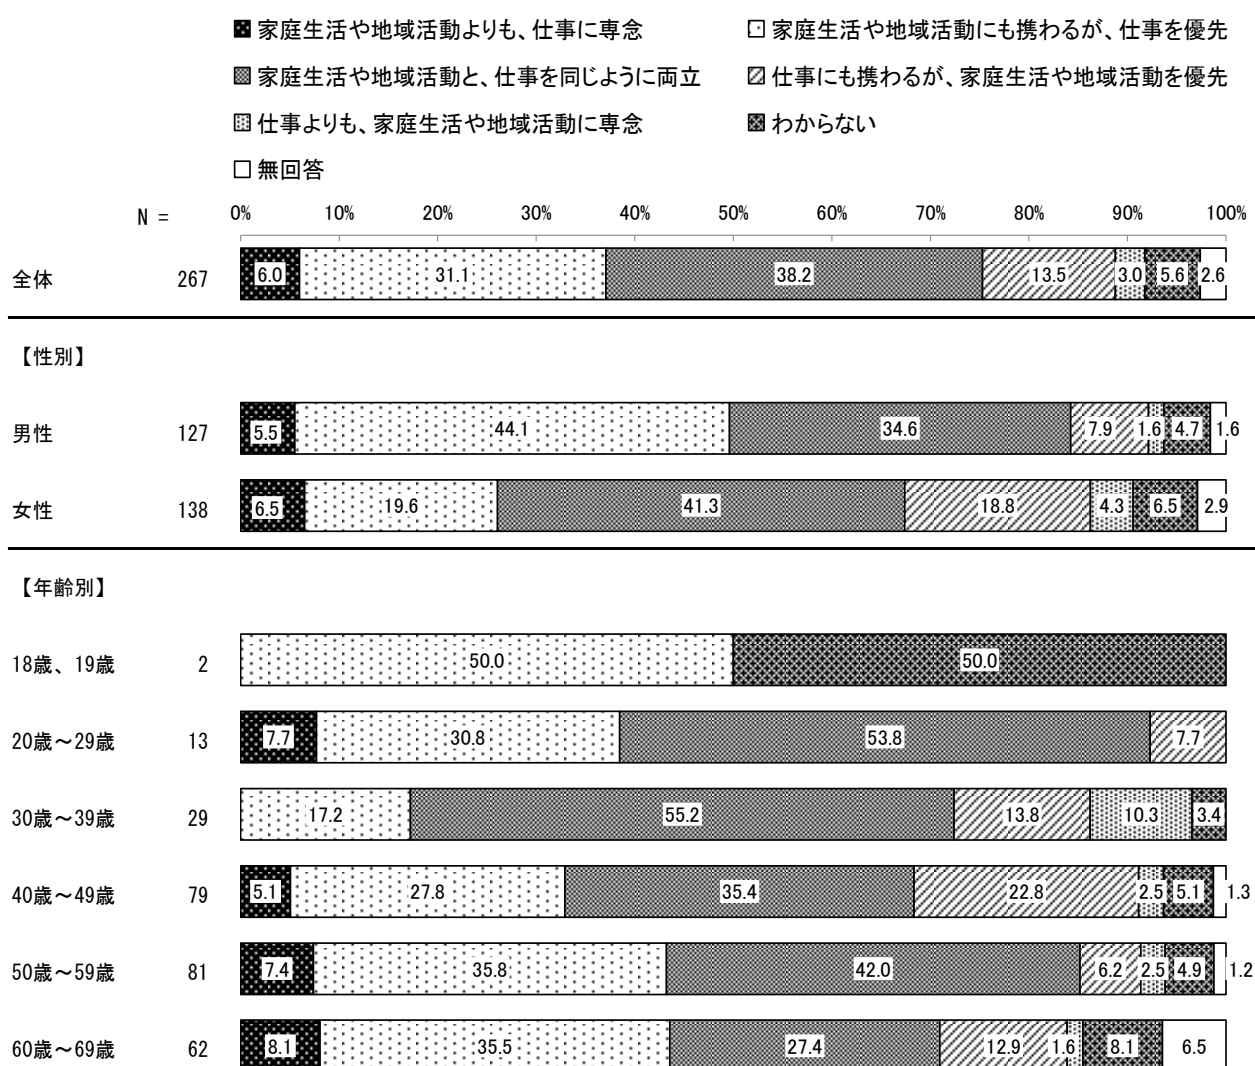 家庭生活や地域活動よりも、仕事に専念 家庭生活や地域活動にも携わるが、仕事を優先
家庭生活や地域活動と、仕事を同じように両立 仕事にも携わるが、家庭生活や地域活動を優先
仕事よりも、家庭生活や地域活動に専念 わからない
無回答
N = 0% 10% 20% 30% 40% 50% 60% 70% 80% 90% 100%
全体 267 6.0 31.1 38.2 13.5 3.0 5.6 2.6
【性別】
男性 127 5.5 44.1 34.6 7.9 1.6 4.7 1.6
女性 138 6.5 19.6 41.3 18.8 4.3 6.5 2.9
【年齢別】
18歳、19歳 2 50.0 50.0
20歳～29歳 13 7.7 30.8 53.8 7.7
30歳～39歳 29 17.2 55.2 13.8 10.3 3.4
40歳～49歳 79 5.1 27.8 35.4 22.8 2.5 5.1 1.3
50歳～59歳 81 7.4 35.8 42.0 6.2 2.5 4.9 1.2
60歳～69歳 62 8.1 35.5 27.4 12.9 1.6 8.1 6.5